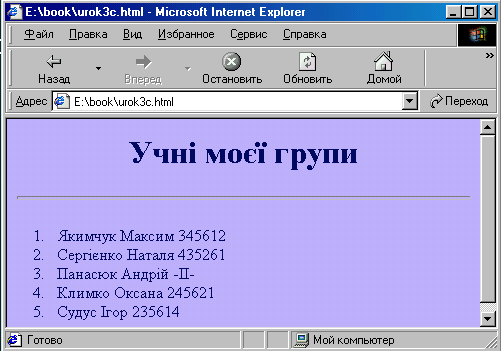 E:\book\urok3c.html - Microsoft Internet Explorer
Файл Правка Вид Избранное Сервис Справка
Назад Вперед Остановить Обновить Домой »
Адрес E:\book\urok3c.html Переход
Учні моєї групи
1. Якимчук Максим 345612
2. Сергієнко Наталя 435261
3. Панасюк Андрій -ІІ-
4. Климко Оксана 245621
5. Судус Ігор 235614
Готово Мой компьютер